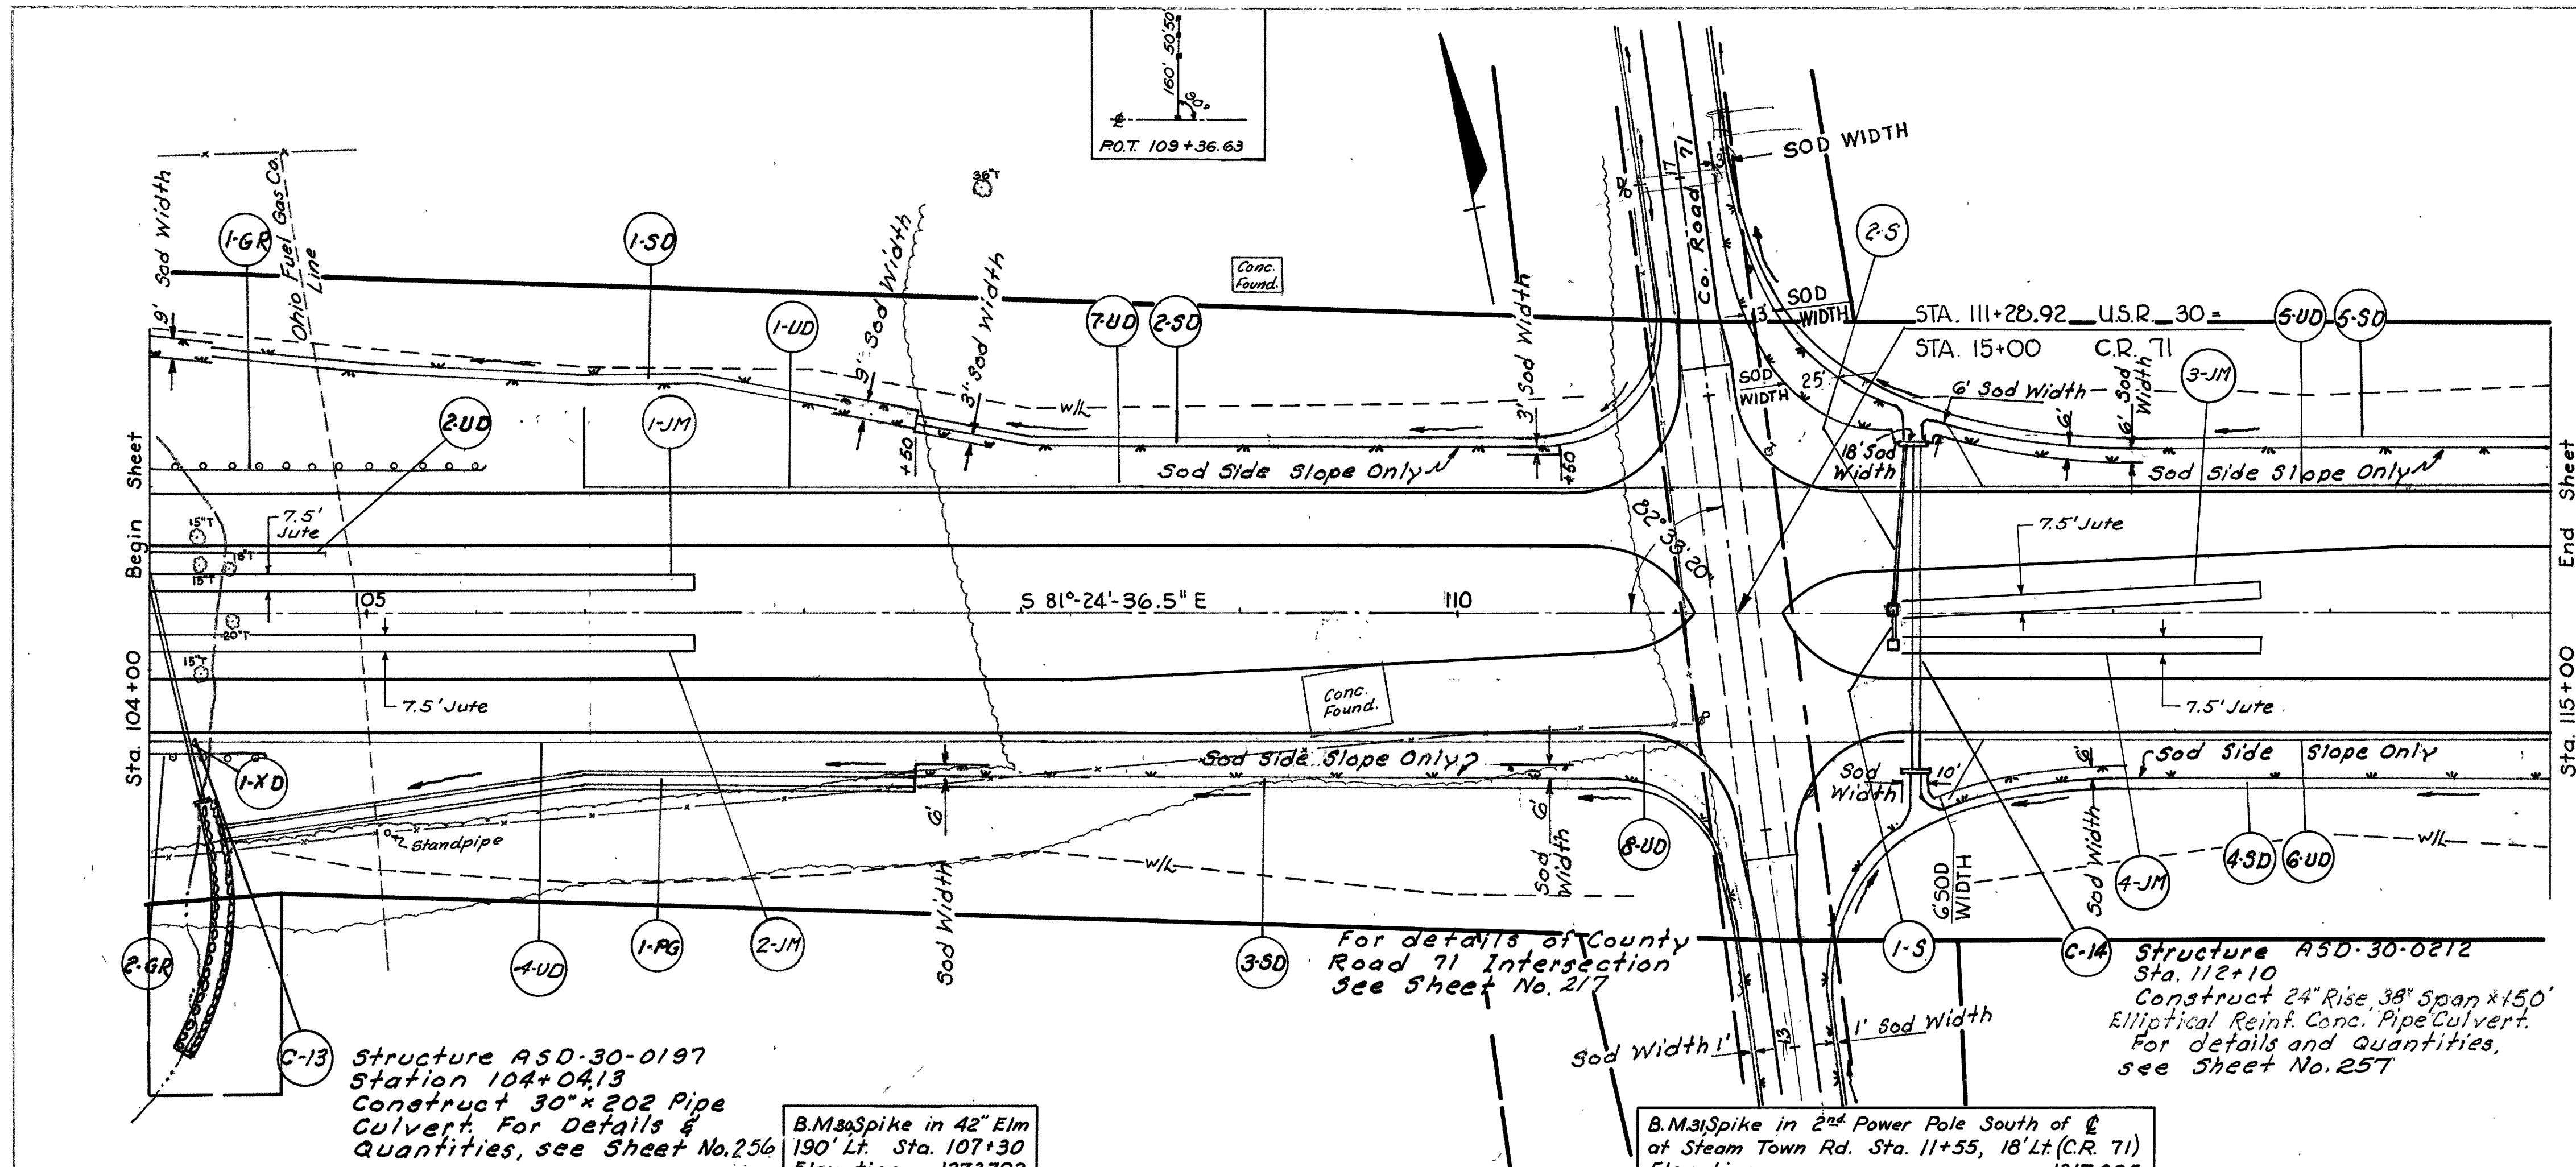 160' 50' 50'
60°
℄
P.O.T. 109+36.63
9' Sod Width
Ohio Fuel Gas Co.
Line
1-GR
1-SD
1-UD
36"T
9' Sod Width
3' Sod Width
Conc.
Found.
7-UD
2-SD
3' Sod Width
17
Co. Road 71
SOD WIDTH
2-S
13'
SOD
WIDTH
STA. 111+28.92 U.S.R. 30 =
STA. 15+00 C.R. 71
5-UD
5-SD
3-JM
SOD
WIDTH
25'
6' Sod Width
6'
6' Sod
Width
W/L
2-UD
1-JM
+50
+50
Sod Side Slope Only
18' Sod
Width
Sod Side Slope Only
Begin Sheet
Sta. 104+00
End Sheet
Sta. 115+00
15"T
18"T
15"T
20"T
15"T
7.5'
Jute
82° 38' 20"
7.5' Jute
105
S 81°-24'-36.5" E
110
7.5' Jute
Conc.
Found.
7.5' Jute
1-XD
Standpipe
Sod Side Slope Only
6'
Sod Width
6'
Sod
Width
8-UD
Sod
Width
10'
6'
Sod Side Slope Only
6' SOD
WIDTH
Sod Width
W/L
W/L
4-SD
6-UD
4-JM
2-GR
4-UD
1-PG
2-JM
3-SD
For details of County
Road 71 Intersection
See Sheet No. 217
1-S
C-14
Structure ASD-30-0212
Sta. 112+10
Construct 24" Rise, 38" Span x 150'
Elliptical Reinf. Conc. Pipe Culvert.
For details and Quantities,
see Sheet No. 257
Sod Width 1'
13
1' Sod Width
C-13
Structure ASD-30-0197
Station 104+04.13
Construct 30" x 202 Pipe
Culvert. For Details &
Quantities, see Sheet No. 256
B.M.30 Spike in 42" Elm
190' Lt. Sta. 107+30
B.M.31 Spike in 2nd Power Pole South of ℄
at Steam Town Rd. Sta. 11+55, 18' Lt. (C.R. 71)